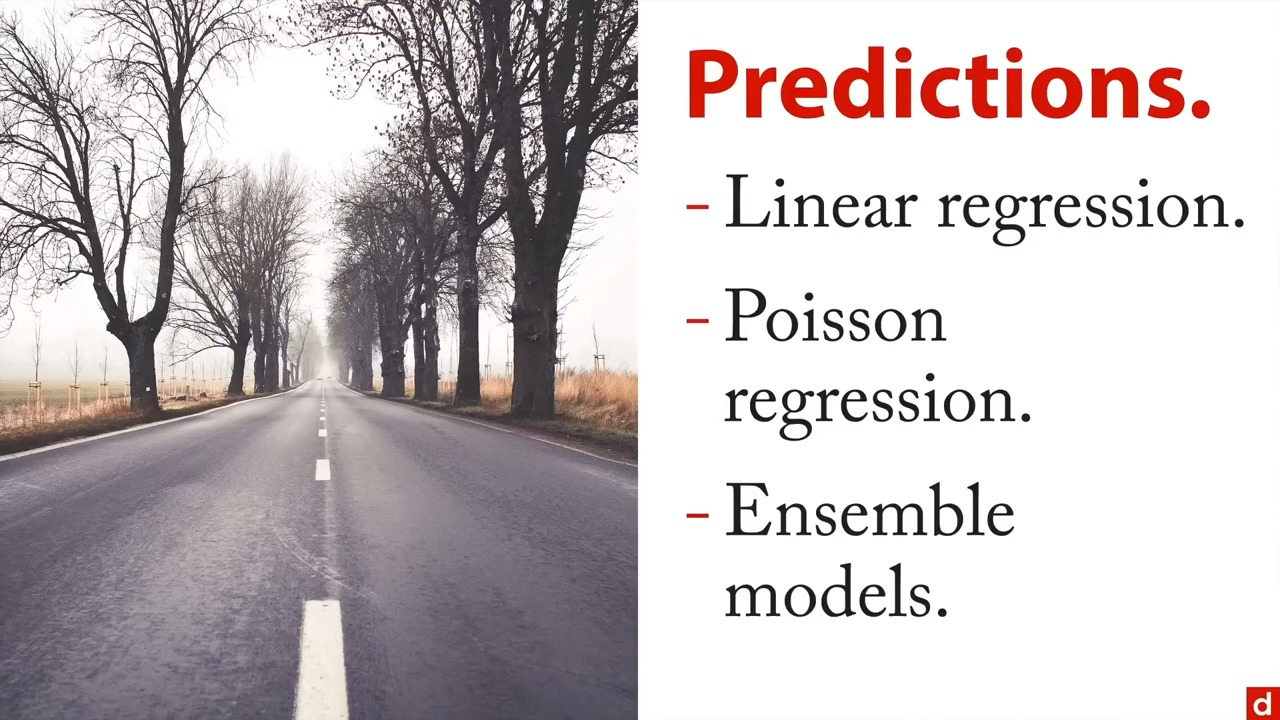 Predictions.
- Linear regression.
- Poisson
regression.
- Ensemble
models.
d